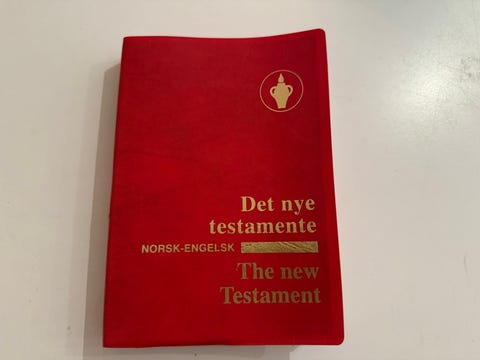 Det nye
testamente
NORSK-ENGELSK
The new
Testament